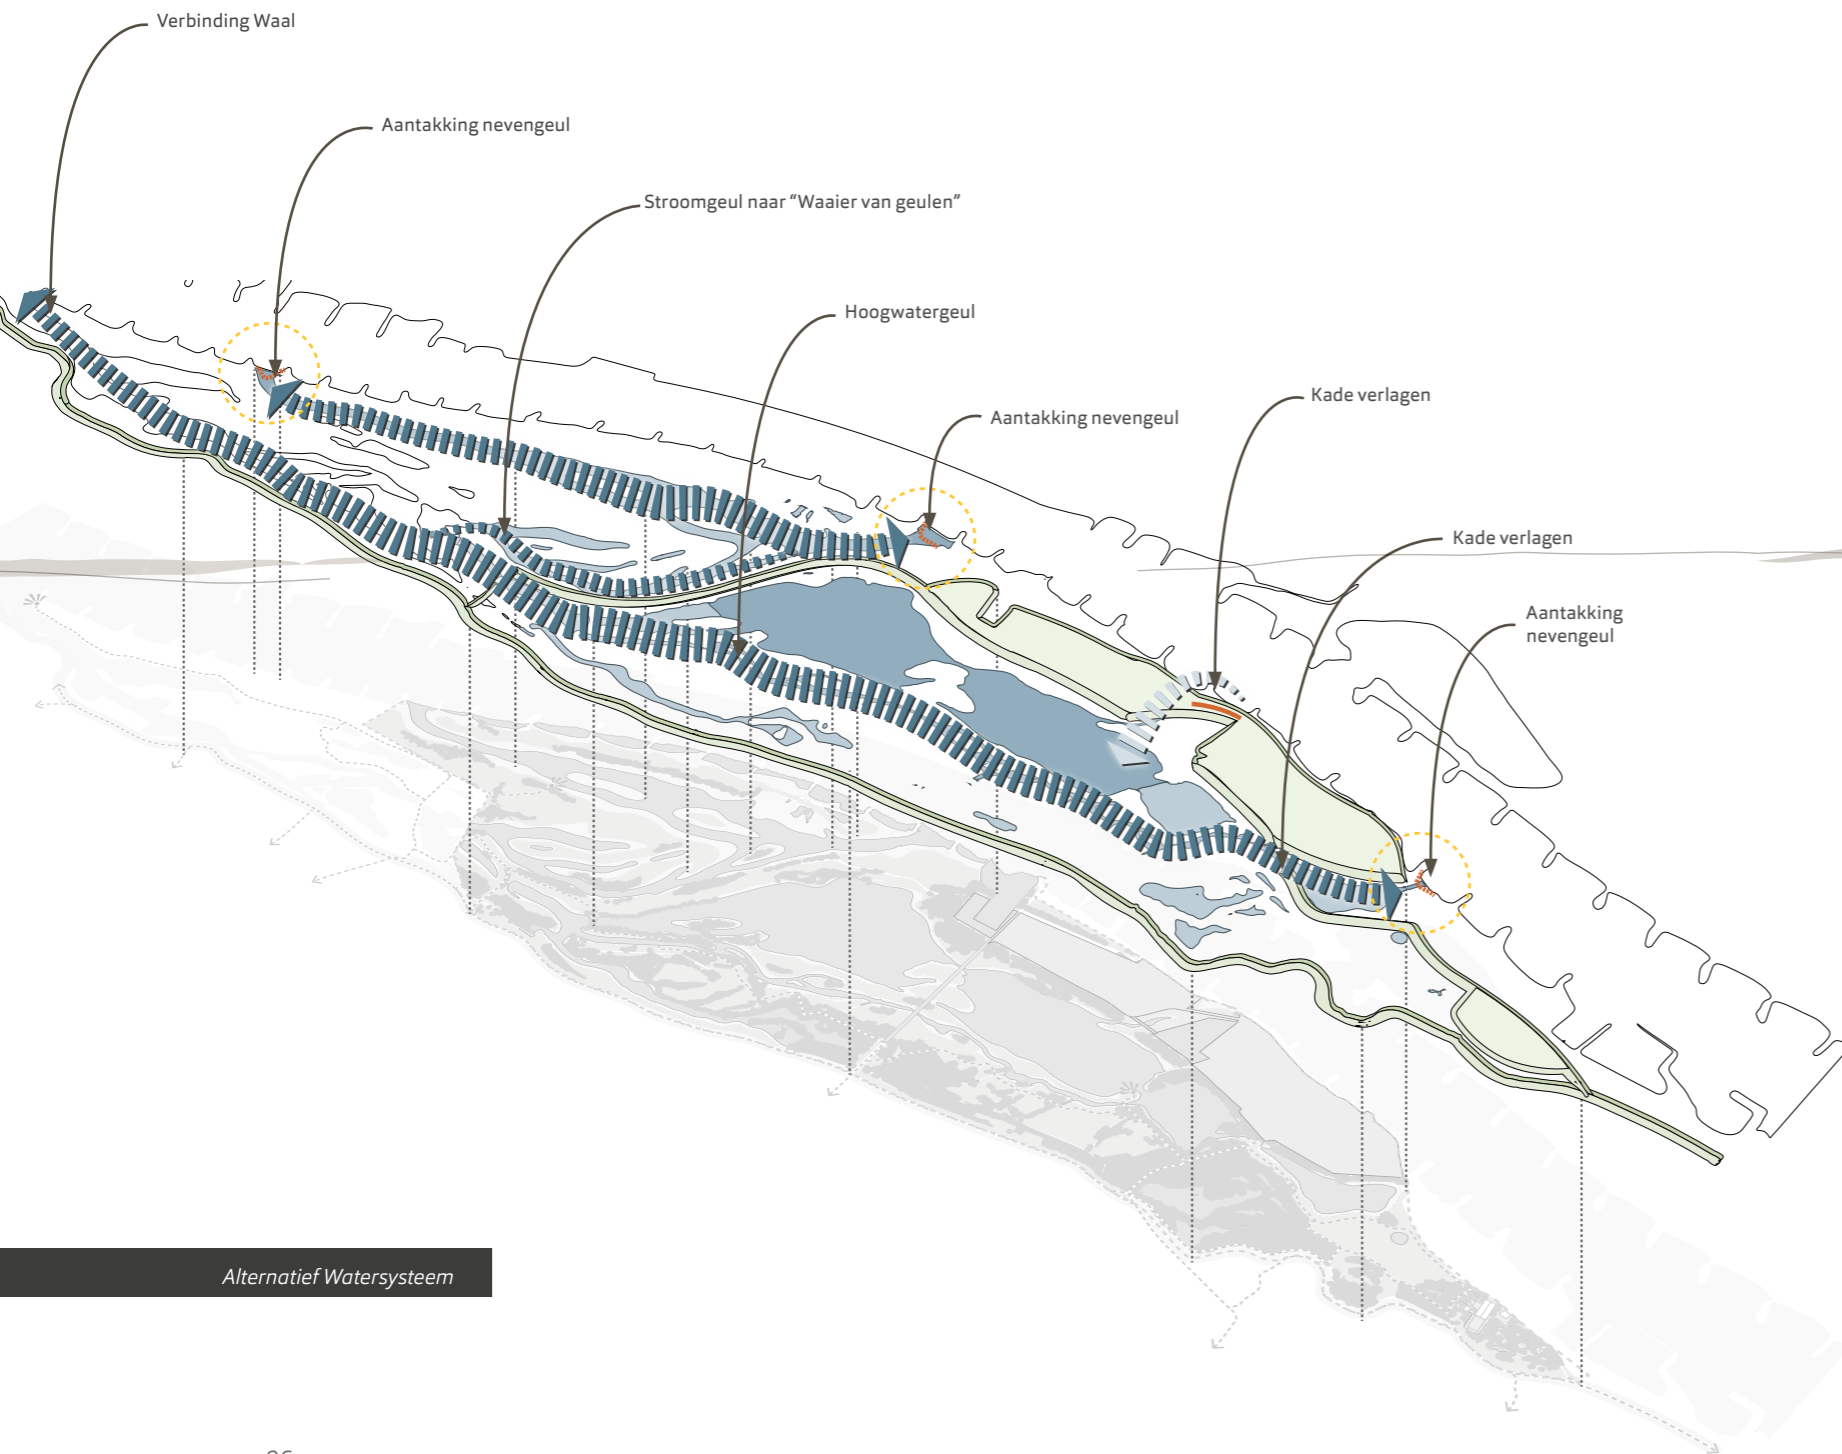 Verbinding Waal
Aantakking nevengeul
Stroomgeul naar “Waaier van geulen”
Hoogwatergeul
Kade verlagen
Aantakking nevengeul
Kade verlagen
Aantakking
nevengeul
Alternatief Watersysteem